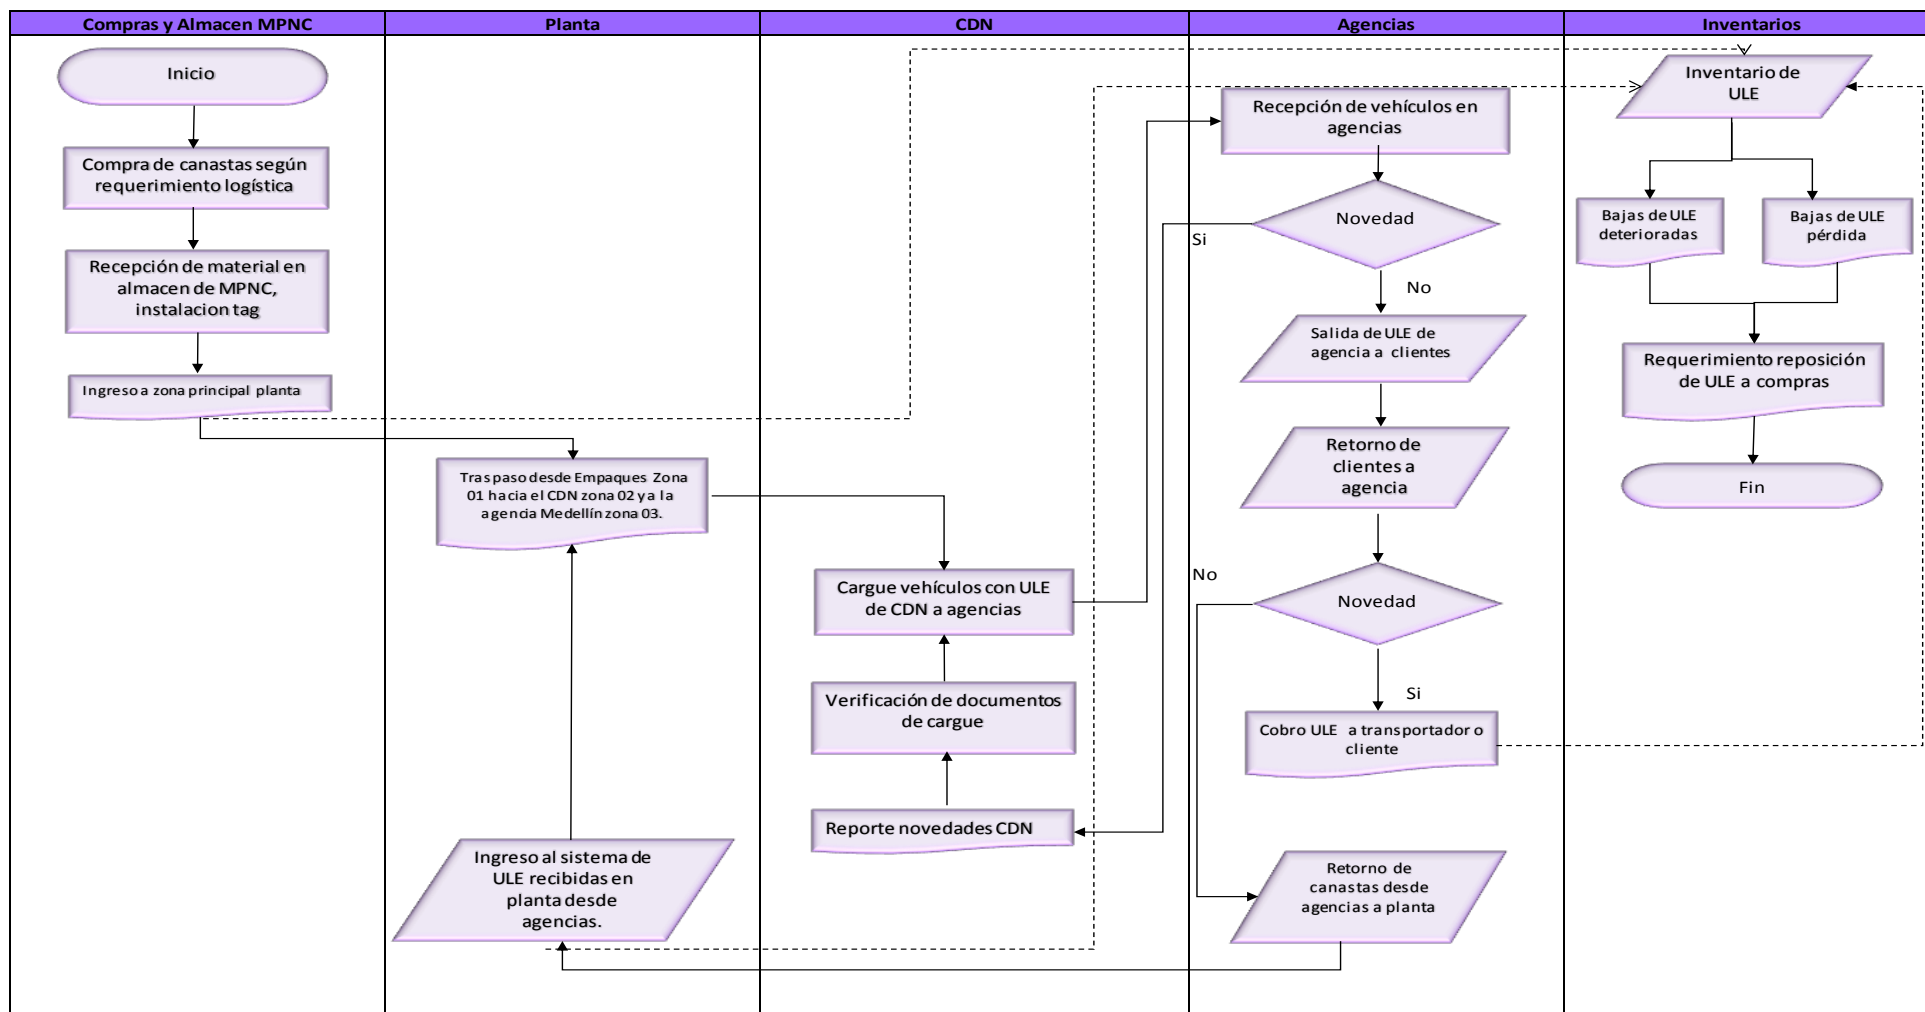 Compras y Almacen MPNC
Planta
CDN
Agencias
Inventarios
Inicio
Compra de canastas según
requerimiento logística
Recepción de material en
almacen de MPNC,
instalacion tag
Ingreso a zona principal planta
Traspaso desde Empaques Zona
01 hacia el CDN zona 02 y a la
agencia Medellín zona 03.
Ingreso al sistema de
ULE recibidas en
planta desde
agencias.
Cargue vehículos con ULE
de CDN a agencias
Verificación de documentos
de cargue
Reporte novedades CDN
Recepción de vehículos en
agencias
Novedad
Si
No
Salida de ULE de
agencia a clientes
Retorno de
clientes a
agencia
No
Novedad
Si
Cobro ULE a transportador o
cliente
Retorno de
canastas desde
agencias a planta
Inventario de
ULE
Bajas de ULE
deterioradas
Bajas de ULE
pérdida
Requerimiento reposición
de ULE a compras
Fin